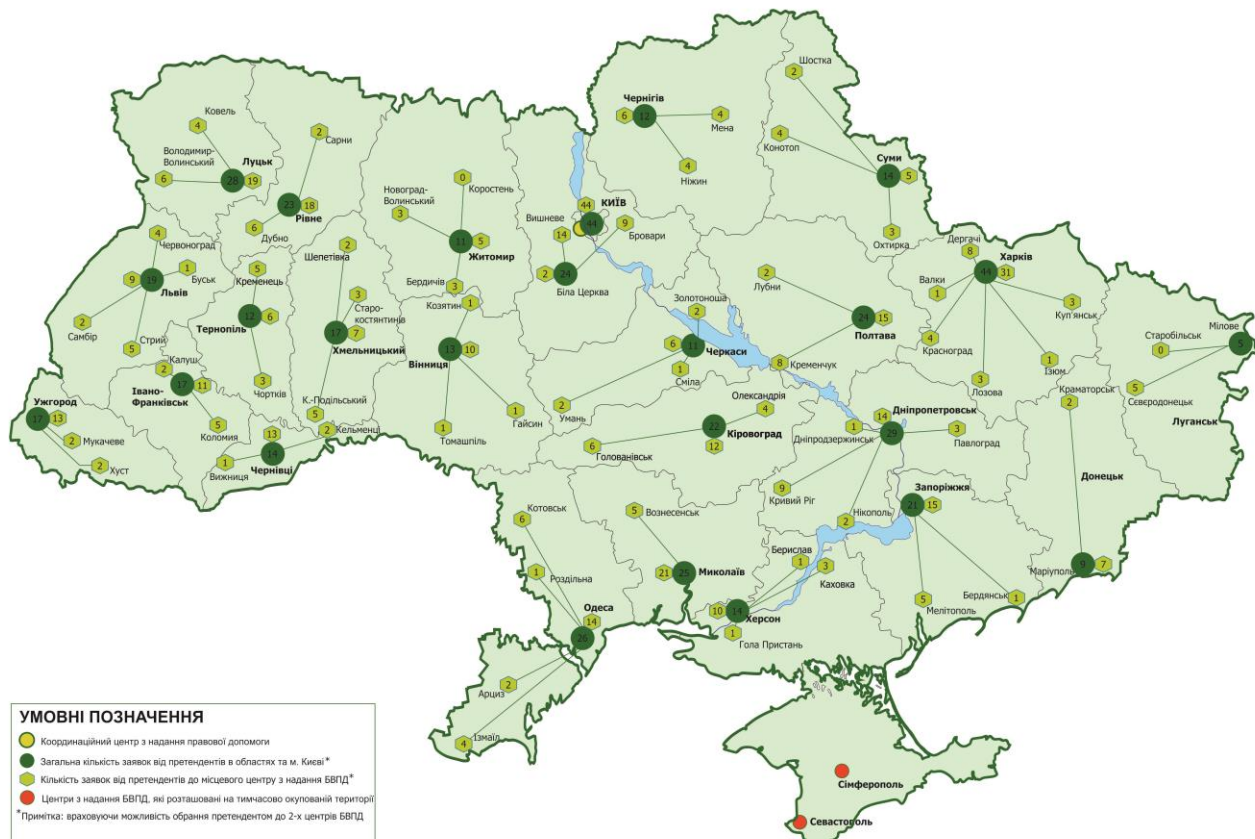 Шостка
2
Чернігів
6
12
4
Мена
Ковель
4
2
Сарни
4
Конотоп
Володимир-
Волинський
Луцьк
6
28
19
4
Ніжин
Суми
14
5
0
Коростень
Новоград-
Волинський
3
23
18
Рівне
6
Дубно
44
КИЇВ
44
Вишневе
14
9
Бровари
3
Охтирка
Дергачі
8
Харків
44
31
Червоноград
4
Шепетівка
2
11
5
Житомир
9
19
1
Буськ
Львів
5
Кременець
Бердичів
3
2
24
Біла Церква
2
Лубни
Валки
1
3
Куп'янськ
Козятин
1
3
Старо-
костянтинів
Золотоноша
2
2
Самбір
5
Стрий
Тернопіль
12
6
17
7
Хмельницький
24
15
Полтава
4
Красноград
Мілове
5
Старобільськ
0
13
10
Вінниця
6
11
Черкаси
1
Сміла
8
Кременчук
1
Ізюм
3
Лозова
Калуш
2
17
11
Івано-
Франківськ
3
Чортків
5
Сєвєродонецьк
Краматорськ
2
Ужгород
17
13
2
Мукачеве
2
Хуст
5
Коломия
К.-Подільський
5
2
Кельменці
13
14
Чернівці
1
Вижниця
1
Томашпіль
1
Гайсин
2
Умань
Олександрія
4
22
Кіровоград
12
6
Голованівськ
Дніпропетровськ
14
1
29
3
Павлоград
Дніпродзержинськ
Луганськ
Донецьк
9
Кривий Ріг
Запоріжжя
21
15
2
Нікополь
Котовськ
6
5
Вознесенськ
1
Роздільна
21
25
Миколаїв
Берислав
1
3
Каховка
Маріуполь
9
7
5
Мелітополь
Бердянськ
1
10
14
Херсон
1
Гола Пристань
Одеса
14
26
2
Арциз
4
Ізмаїл
Сімферополь
Севастополь
УМОВНІ ПОЗНАЧЕННЯ
Координаційний центр з надання правової допомоги
Загальна кількість заявок від претендентів в областях та м. Києві*
Кількість заявок від претендентів до місцевого центру з надання БВПД*
Центри з надання БВПД, які розташовані на тимчасово окупованій території
*Примітка: враховуючи можливість обрання претендентом до 2-х центрів БВПД